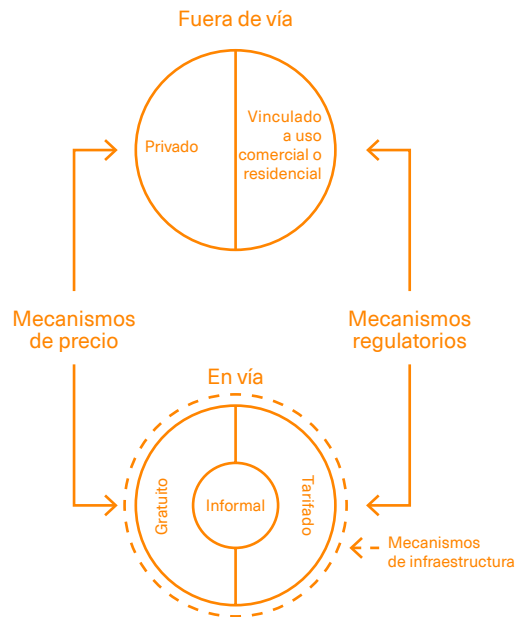 Fuera de vía
Privado
Vinculado
a uso
comercial o
residencial
Mecanismos
de precio
Mecanismos
regulatorios
En vía
Gratuito
Informal
Tarifado
Mecanismos
de infraestructura